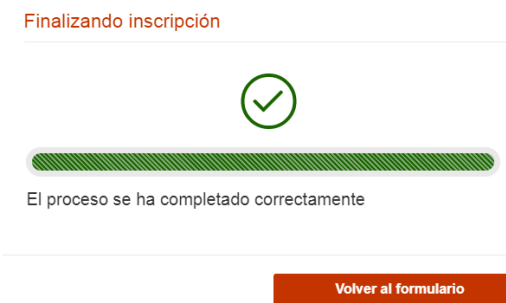 Finalizando inscripción
El proceso se ha completado correctamente
Volver al formulario